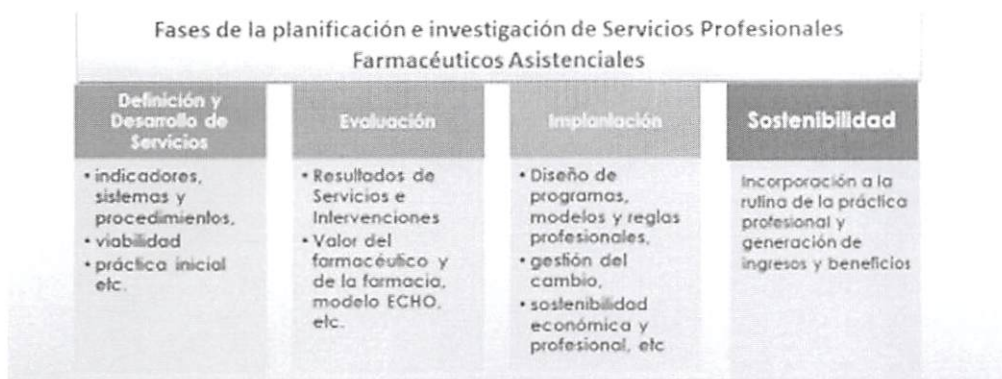 Fases de la planificación e investigación de Servicios Profesionales
Farmacéuticos Asistenciales
Definición y
Desarrollo de
Servicios
• indicadores,
sistemas y
procedimientos,
• viabilidad
• práctica inicial
etc.
Evaluación
• Resultados de
Servicios e
Intervenciones
• Valor del
farmacéutico y
de la farmacia,
modelo ECHO,
etc.
Implantación
• Diseño de
programas,
modelos y reglas
profesionales,
• gestión del
cambio,
• sostenibilidad
económica y
profesional, etc
Sostenibilidad
Incorporación a la
rutina de la práctica
profesional y
generación de
ingresos y beneficios